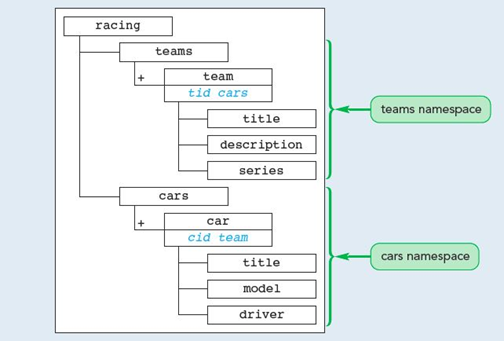 racing
teams
+
team
tid cars
title
description
series
teams namespace
cars
+
car
cid team
title
model
driver
cars namespace